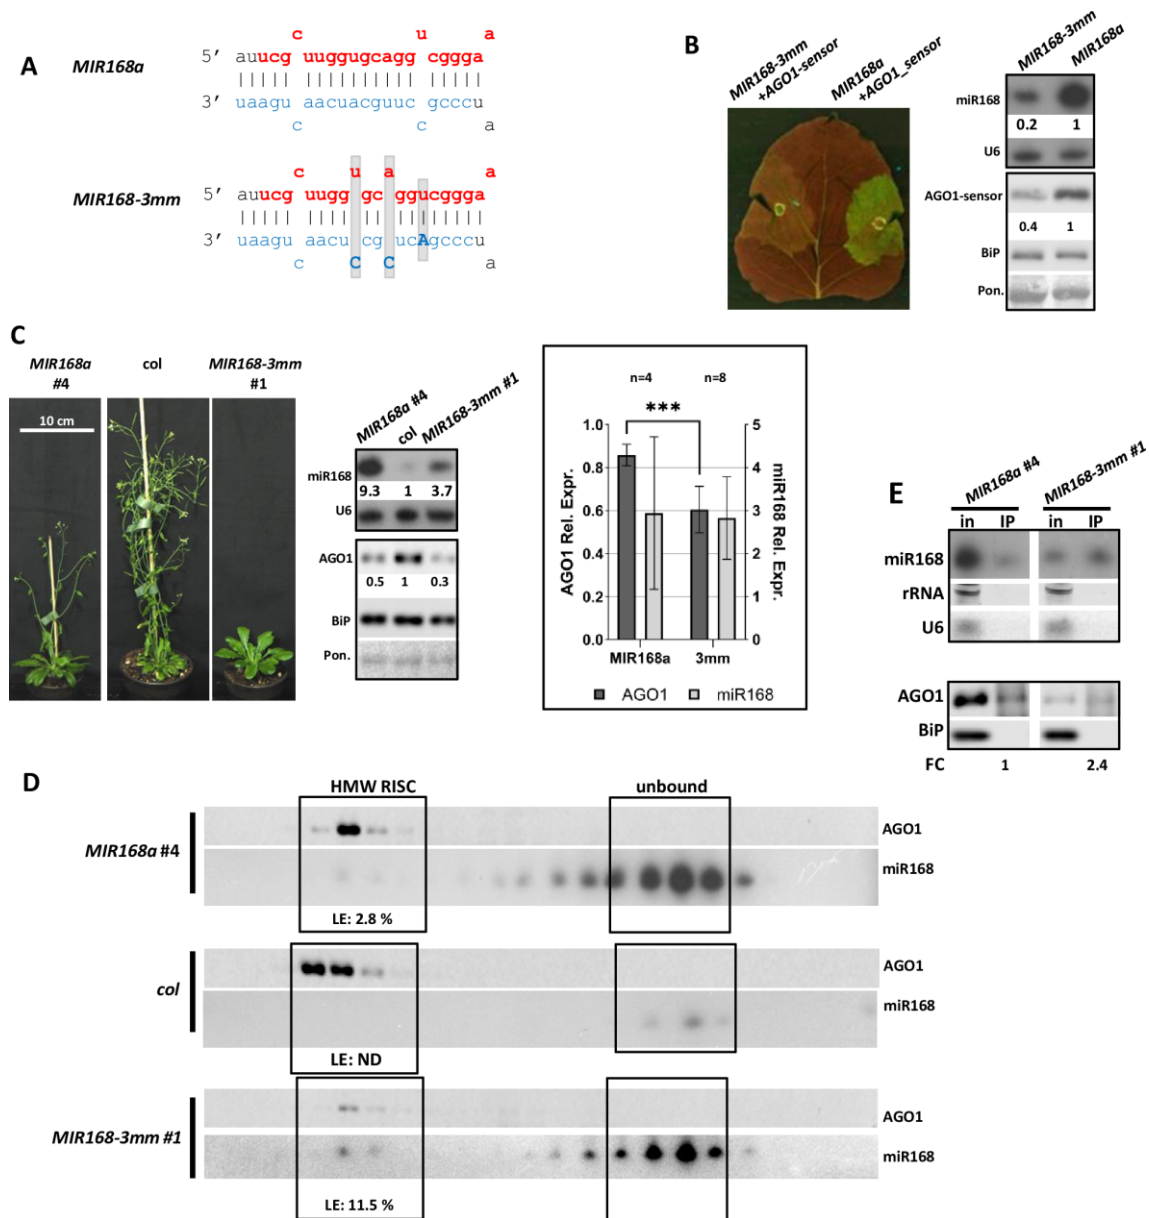 A
MIR168a
c u a
5' auucg uuggugcagg cggga
3' uaagu aacuacguuc gcccu
c c a
MIR168-3mm
c u a a
5' auucg uugg gc ggucggga
3' uaagu aacu cg ucAgcccu
c C C a
B
MIR168-3mm
+AGO1-sensor
MIR168a
+AGO1_sensor
MIR168-3mm
MIR168a
miR168
0.2 1
U6
AGO1-sensor
0.4 1
BiP
Pon.
C
MIR168a
#4
col
MIR168-3mm
#1
10 cm
MIR168a #4
col
MIR168-3mm #1
miR168
9.3 1 3.7
U6
AGO1
0.5 1 0.3
BiP
Pon.
n=4 n=8
***
AGO1 Rel. Expr.
1.0
0.8
0.6
0.4
0.2
0.0
miR168 Rel. Expr.
5
4
3
2
1
0
MIR168a 3mm
AGO1 miR168
E
MIR168a #4
MIR168-3mm #1
in IP in IP
miR168
rRNA
U6
AGO1
BiP
FC 1 2.4
D
HMW RISC unbound
MIR168a #4
AGO1
miR168
LE: 2.8 %
col
AGO1
miR168
LE: ND
MIR168-3mm #1
AGO1
miR168
LE: 11.5 %